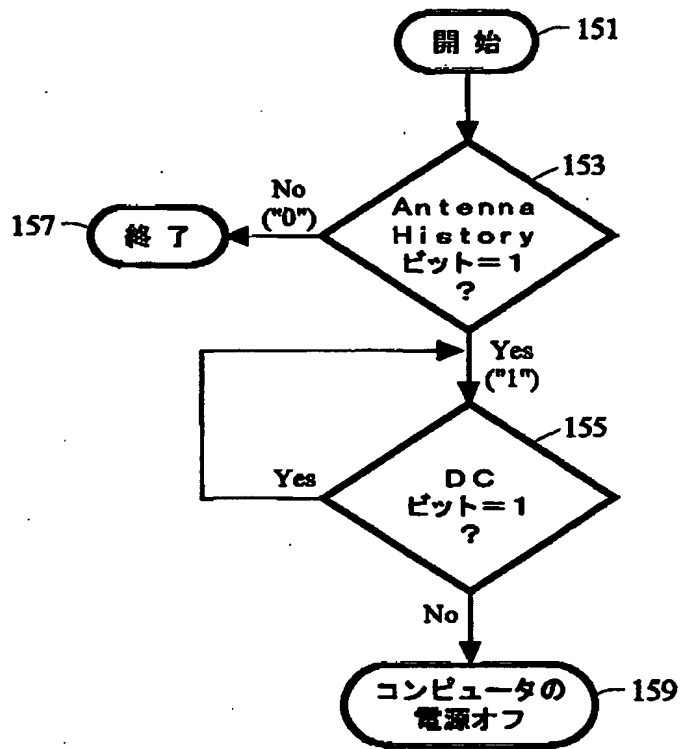 開始
151
153
Antenna
History
ビット=1
?
No
("0")
157
終了
Yes
("1")
155
DC
ビット=1
?
Yes
No
コンピュータの
電源オフ
159